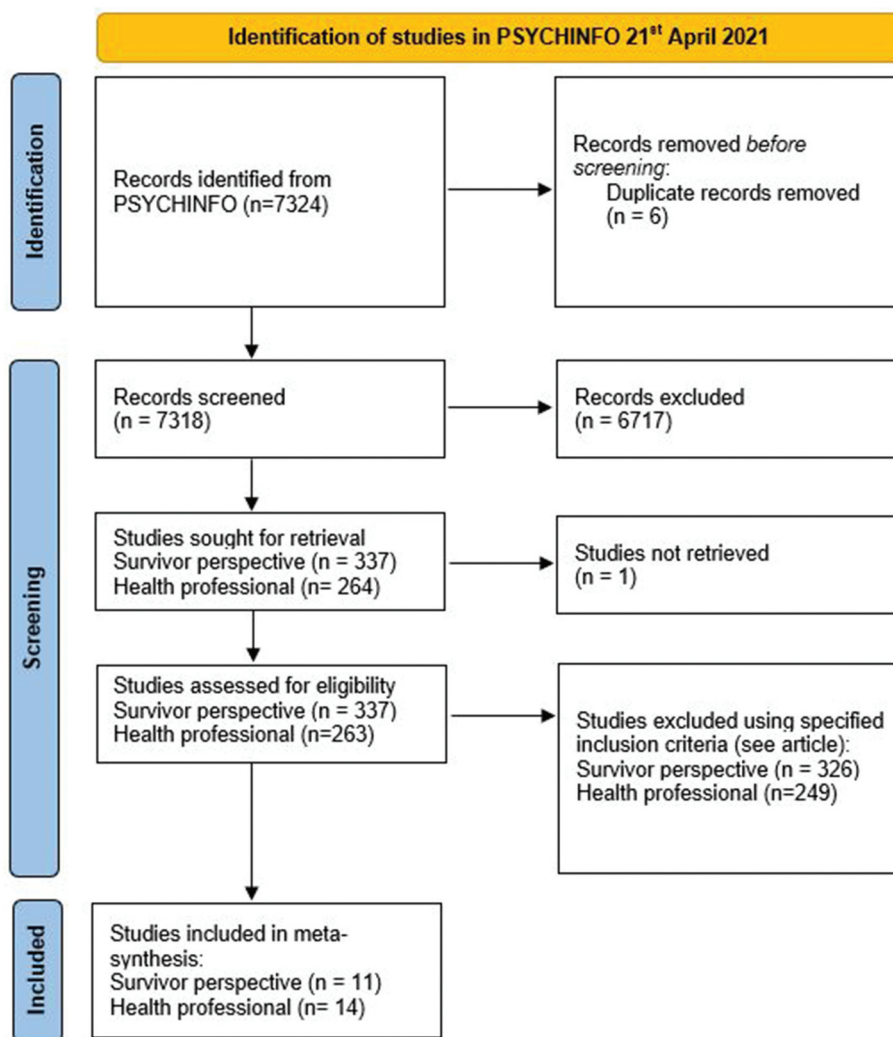 Identification of studies in PSYCHINFO 21st April 2021
Identification
Records identified from
PSYCHINFO (n=7324)
Records removed before
screening:
Duplicate records removed
(n = 6)
Screening
Records screened
(n = 7318)
Records excluded
(n = 6717)
Studies sought for retrieval
Survivor perspective (n = 337)
Health professional (n= 264)
Studies not retrieved
(n = 1)
Studies assessed for eligibility
Survivor perspective (n = 337)
Health professional (n=263)
Studies excluded using specified
inclusion criteria (see article):
Survivor perspective (n = 326)
Health professional (n=249)
Included
Studies included in meta-
synthesis:
Survivor perspective (n = 11)
Health professional (n= 14)